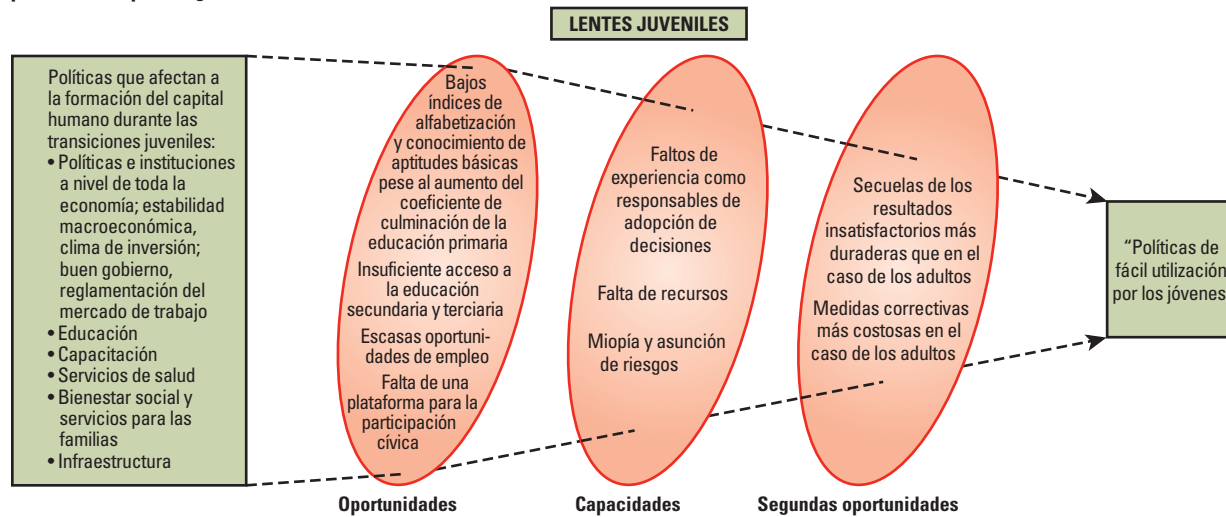 LENTES JUVENILES
Políticas que afectan a
la formación del capital
humano durante las
transiciones juveniles:
• Políticas e instituciones
a nivel de toda la
economía; estabilidad
macroeconómica,
clima de inversión;
buen gobierno,
reglamentación del
mercado de trabajo
• Educación
• Capacitación
• Servicios de salud
• Bienestar social y
servicios para las
familias
• Infraestructura
Bajos
índices de
alfabetización
y conocimiento de
aptitudes básicas
pese al aumento del
coeficiente de
culminación de la
educación primaria
Insuficiente acceso a
la educación
secundaria y terciaria
Escasas oportuni-
dades de empleo
Falta de una
plataforma para la
participación
cívica
Oportunidades
Faltos de
experiencia como
responsables de
adopción de
decisiones
Falta de recursos
Miopía y asunción
de riesgos
Capacidades
Secuelas de los
resultados
insatisfactorios más
duraderas que en el
caso de los adultos
Medidas correctivas
más costosas en el
caso de los adultos
Segundas oportunidades
“Políticas de
fácil utilización
por los jóvenes